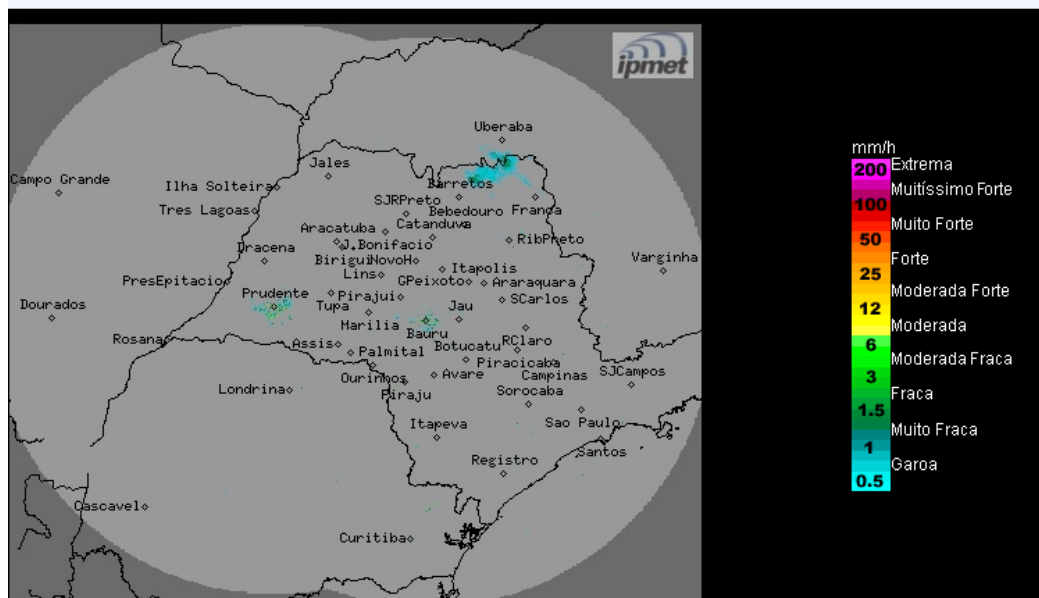 ipmet
Uberaba
Jales
Campo Grande
Ilha Solteira
Barretos
SJRPreto
Tres Lagoas
Bebedouro Franca
Catanduva
Aracatuba
RibPreto
J.Bonifacio
Dracena
Birigui NovoH
Varginha
Lins
Itapolis
PresEpitacio
GPeixoto
Araraquara
Prudente
Pirajui
SCarlos
Dourados
Tupa
Jau
Marilia
Bauru
Rosana
Assis
Botucatu
RClaro
Palmital
Piracicaba
SJCampos
Ourinhos
Avare
Campinas
Londrina
Piraju
Sorocaba
Itapeva
Sao Paulo
Santos
Registro
Cascavel
Curitiba
mm/h
200 Extrema
Muitíssimo Forte
100
Muito Forte
50
Forte
25
Moderada Forte
12
Moderada
6
Moderada Fraca
3
Fraca
1.5
Muito Fraca
1
Garoa
0.5